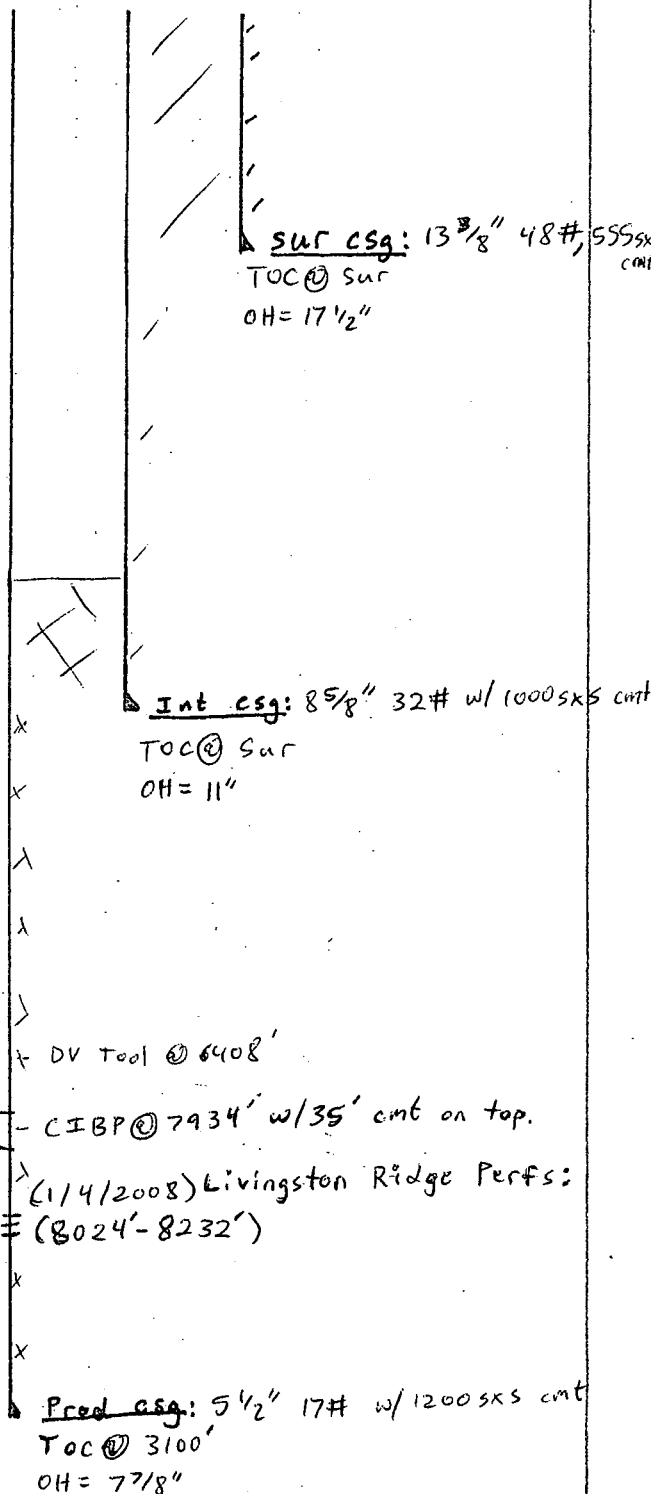 sur csg: 13 3/8" 48#, 555sx
cmt
TOC@ Sur
OH = 17 1/2"
Int csg: 8 5/8" 32# w/ 1000 sxs cmt
TOC@ Sur
OH = 11"
DV Tool @ 6408'
CIBP@ 7934' w/35' cmt on top.
(1/4/2008) Livingston Ridge Perfs:
(8024'-8232')
Prod csg: 5 1/2" 17# w/ 1200 sxs cmt
TOC@ 3100'
OH = 7 7/8"